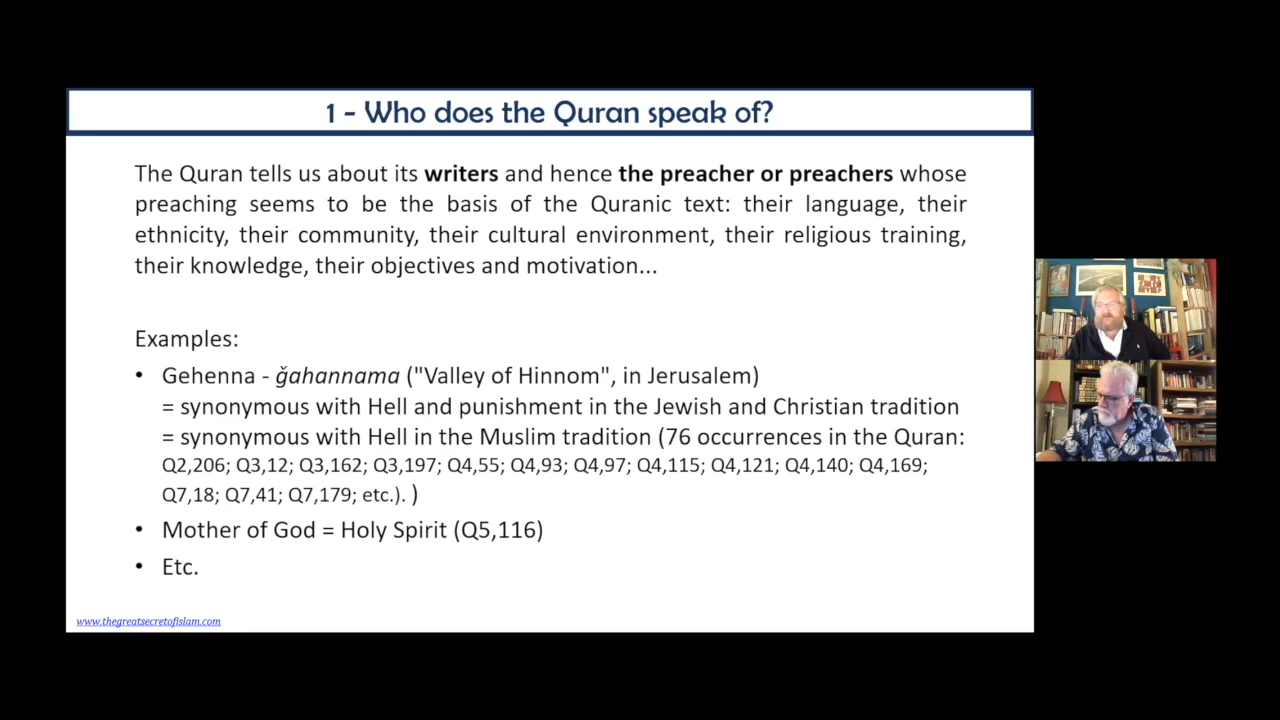 1 - Who does the Quran speak of?
The Quran tells us about its writers and hence the preacher or preachers whose
preaching seems to be the basis of the Quranic text: their language, their
ethnicity, their community, their cultural environment, their religious training,
their knowledge, their objectives and motivation...
Examples:
• Gehenna - ğahannama ("Valley of Hinnom", in Jerusalem)
= synonymous with Hell and punishment in the Jewish and Christian tradition
= synonymous with Hell in the Muslim tradition (76 occurrences in the Quran:
Q2,206; Q3,12; Q3,162; Q3,197; Q4,55; Q4,93; Q4,97; Q4,115; Q4,121; Q4,140; Q4,169;
Q7,18; Q7,41; Q7,179; etc.). )
• Mother of God = Holy Spirit (Q5,116)
• Etc.
www.thegreatsecretofislam.com